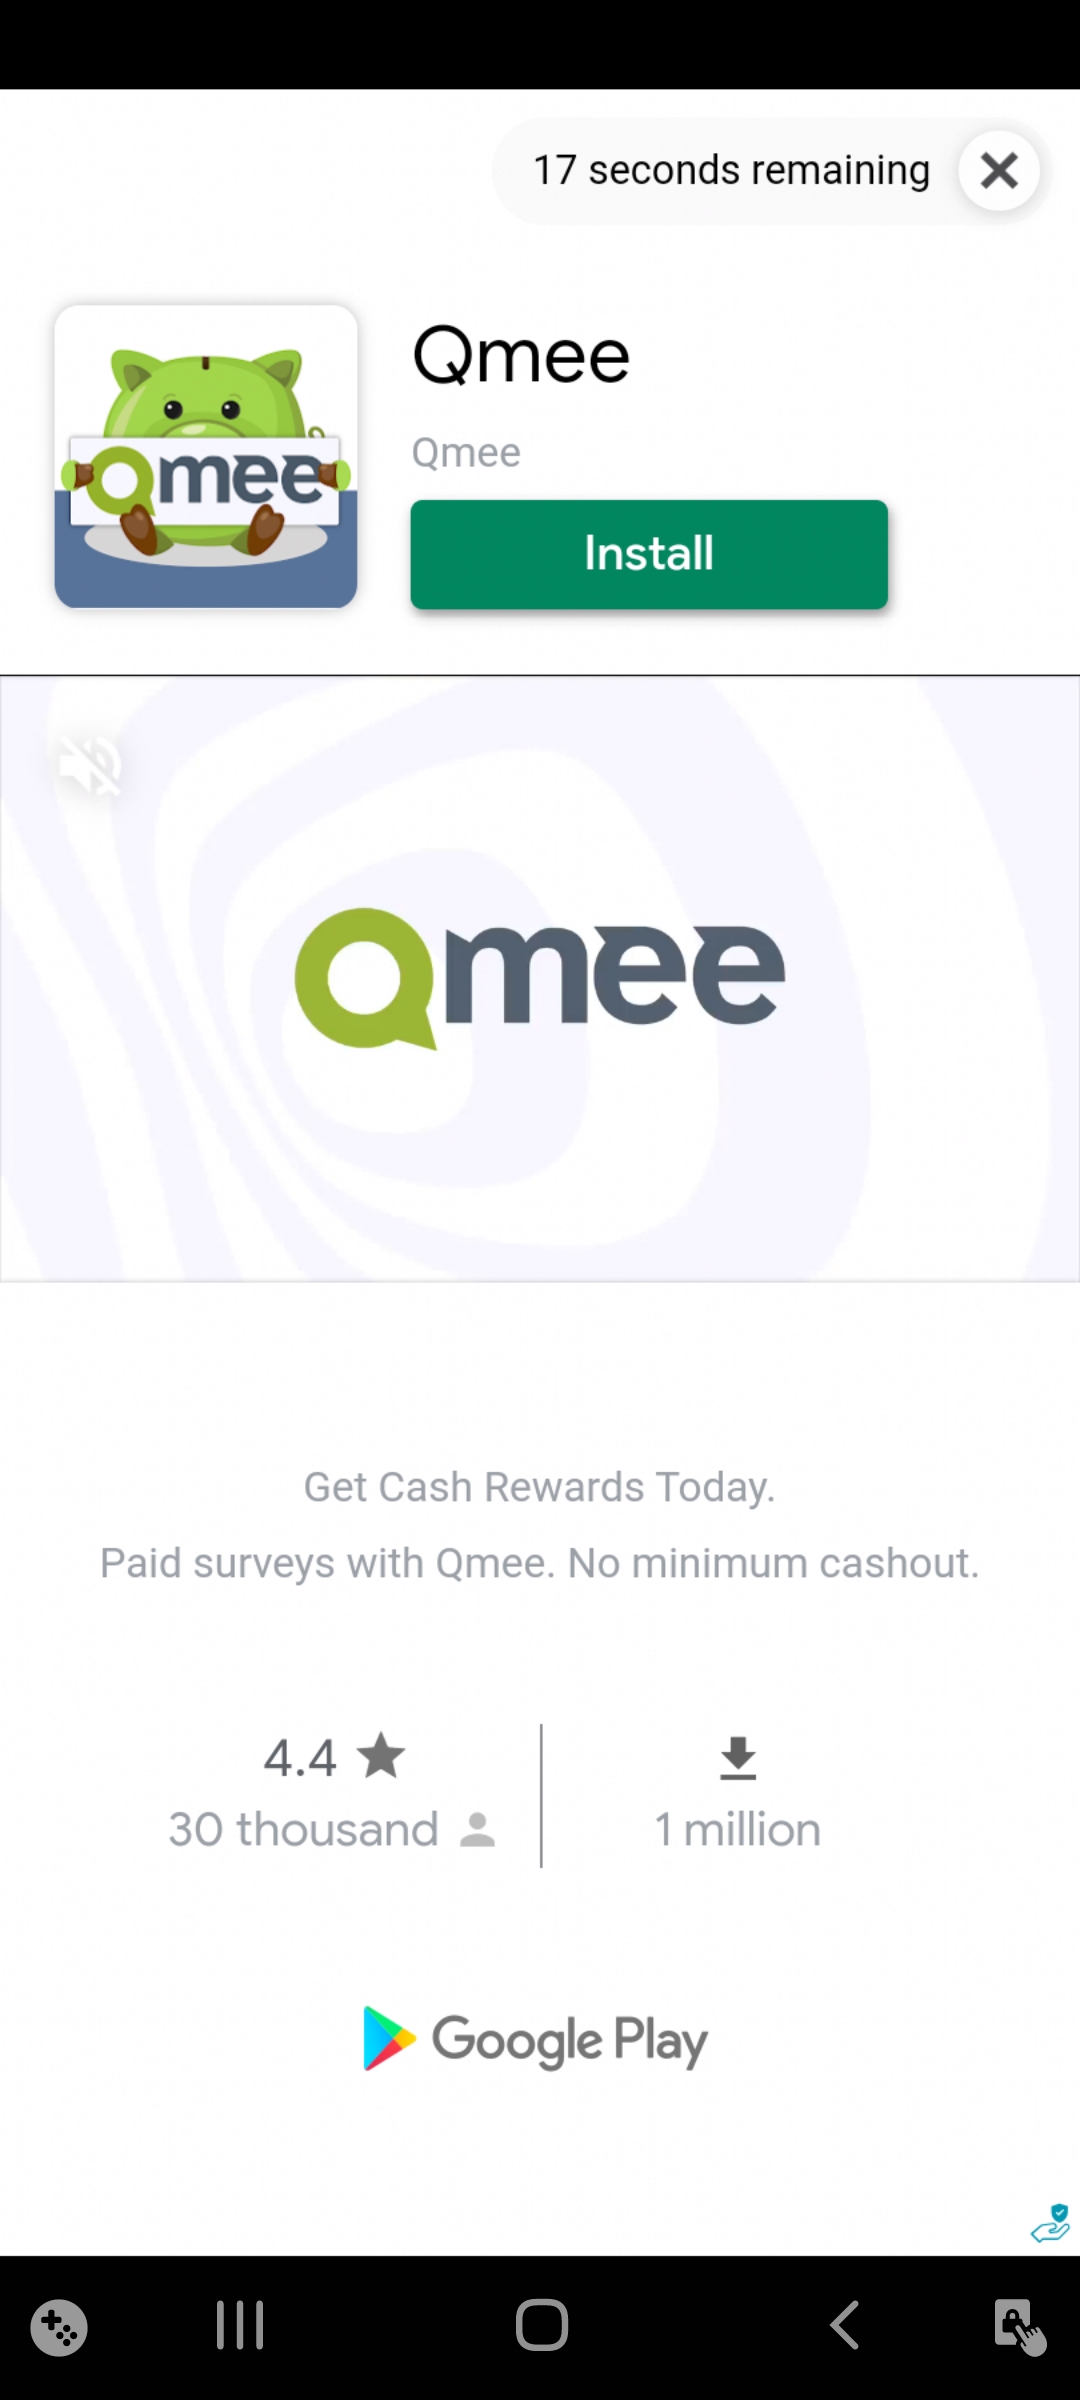 17 seconds remaining
Qmee
Qmee
Qmee
Install
Qmee
Get Cash Rewards Today.
Paid surveys with Qmee. No minimum cashout.
4.4
30 thousand
1 million
Google Play